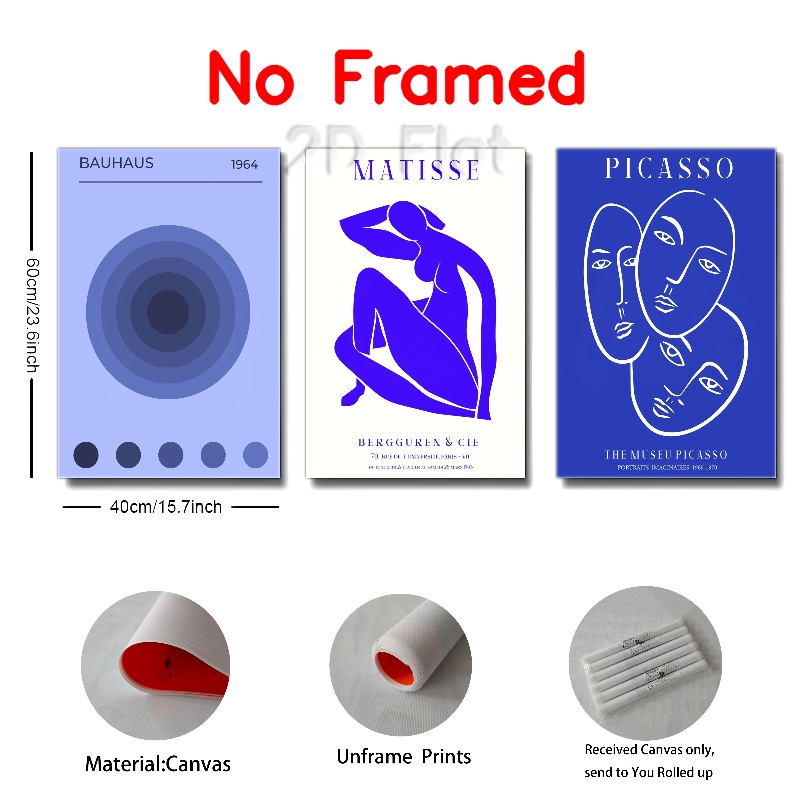 No Framed
2D Flat
BAUHAUS 1964
MATISSE
PICASSO
60cm/23.6inch
BERGGUREN & CIE
70, RUE DE L'UNIVERSITE, PARIS - VII
THE MUSEU PICASSO
PORTRAITS IMAGINAIRES 1969-1970
40cm/15.7inch
Material:Canvas
Unframe Prints
Received Canvas only,
send to You Rolled up